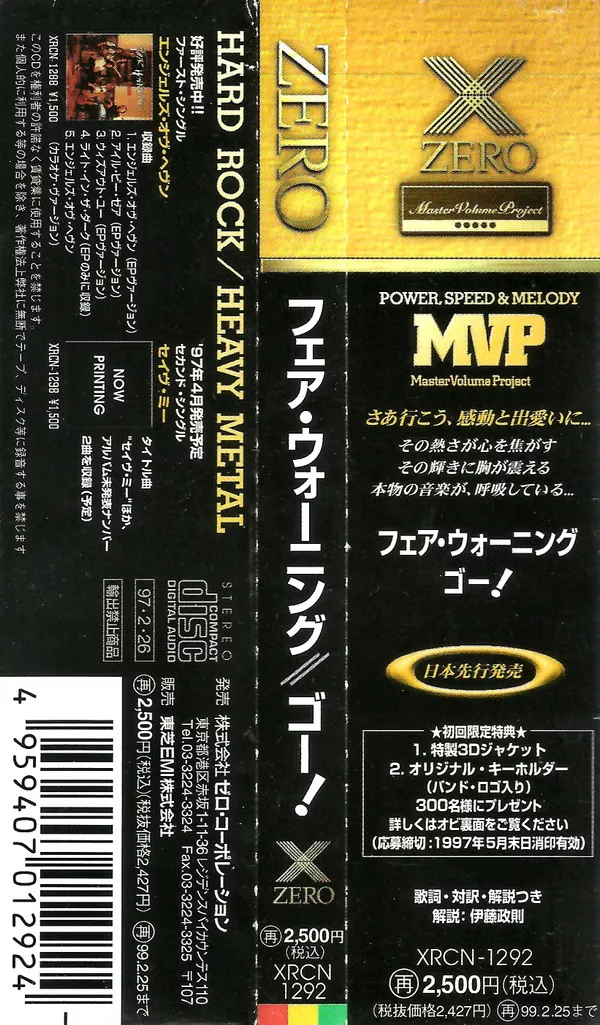 ZERO
Master Volume Project
POWER, SPEED & MELODY
MVP
Master Volume Project
さあ行こう、感動と出愛いに…
その熱さが心を焦がす
その輝きに胸が震える
本物の音楽が、呼吸している…
フェア・ウォーニング
ゴー!
日本先行発売
★初回限定特典★
1. 特製3Dジャケット
2. オリジナル・キーホルダー
(バンド・ロゴ入り)
300名様にプレゼント
詳しくはオビ裏面をご覧ください
(応募締切:1997年5月末日消印有効)
歌詞・対訳・解説つき
解説:伊藤政則
XRCN-1292
再 2,500円(税込)
(税抜価格2,427円) 再 99.2.25まで
ZERO
フェア・ウォーニング//ゴー!
ZERO
再 2,500円
(税込)
XRCN
1292
HARD ROCK/HEAVY METAL
好評発売中!!
ファースト・シングル
エンジェルズ・オヴ・ヘヴン
収録曲
1. エンジェルズ・オヴ・ヘヴン (EPヴァージョン)
2. アイル・ビー・ゼア (EPヴァージョン)
3. ウィズアウト・ユー (EPヴァージョン)
4. ライト・イン・ザ・ダーク (EPのみに収録)
5. エンジェルズ・オヴ・ヘヴン
(カラオケ・ヴァージョン)
XRCN-1288 ¥1,500
'97年4月発売予定
セカンド・シングル
セイヴ・ミー
NOW
PRINTING
タイトル曲
"セイヴ・ミー"ほか、
アルバム未発表ナンバー
2曲を収録(予定)
XRCN-1298 ¥1,500
このCDを権利者の許諾なく賃貸業に使用することを禁じます。
また個人的に利用する等の場合を除き、著作権法上弊社に無断でテープ、ディスク等に録音する事を禁じます
STEREO
COMPACT
disc
DIGITAL AUDIO
97・2・26
輸出禁止商品
発売 株式会社 ゼロ・コーポレーション
東京都港区赤坂1-11-36 レジデンスバイカウンテス110
Tel.03-3224-3324 Fax.03-3224-3325 〒107
販売 東芝EMI株式会社
再 2,500円(税込)(税抜価格2,427円) 再 99.2.25まで
4 959407 012924